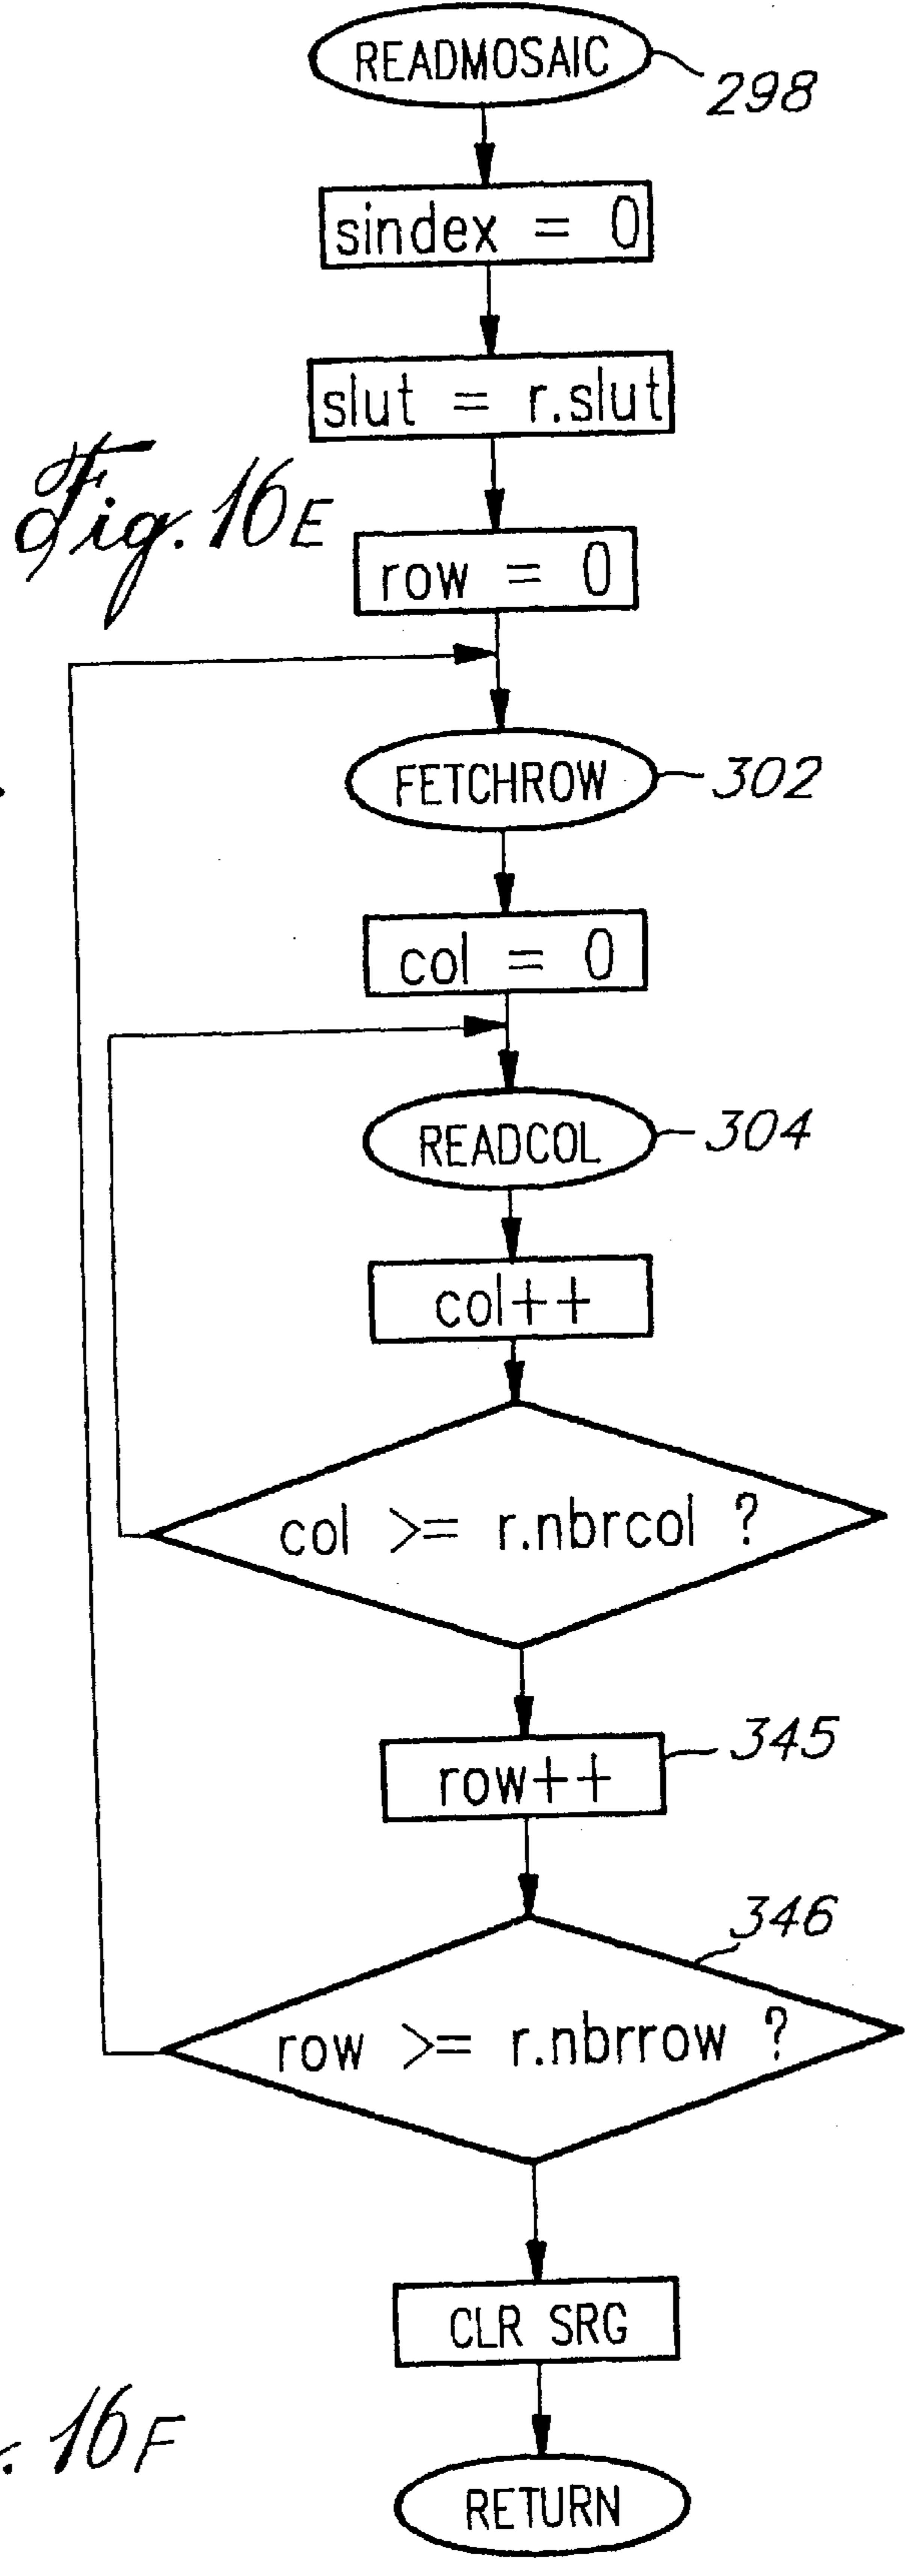 READMOSAIC
298
sindex = 0
slut = r.slut
Fig. 16E
row = 0
FETCHROW
302
col = 0
READCOL
304
col++
col >= r.nbrcol ?
345
row++
346
row >= r.nbrrow ?
CLR SRG
. 16F
RETURN